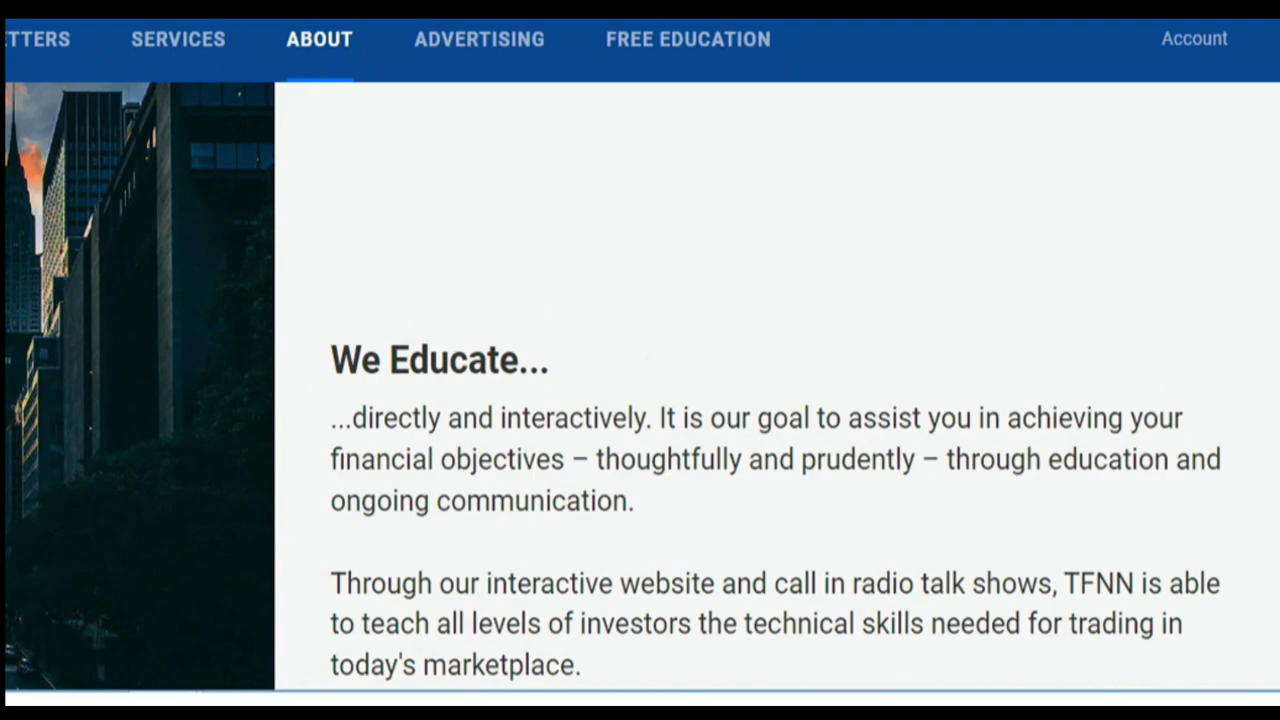 TTERS SERVICES ABOUT ADVERTISING FREE EDUCATION Account
We Educate...
...directly and interactively. It is our goal to assist you in achieving your
financial objectives – thoughtfully and prudently – through education and
ongoing communication.
Through our interactive website and call in radio talk shows, TFNN is able
to teach all levels of investors the technical skills needed for trading in
today's marketplace.